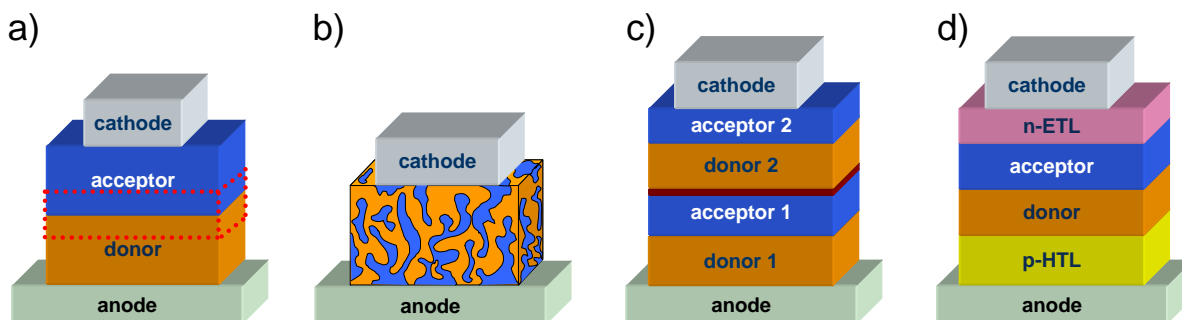 a)
cathode
acceptor
donor
anode
b)
cathode
anode
c)
cathode
acceptor 2
donor 2
acceptor 1
donor 1
anode
d)
cathode
n-ETL
acceptor
donor
p-HTL
anode